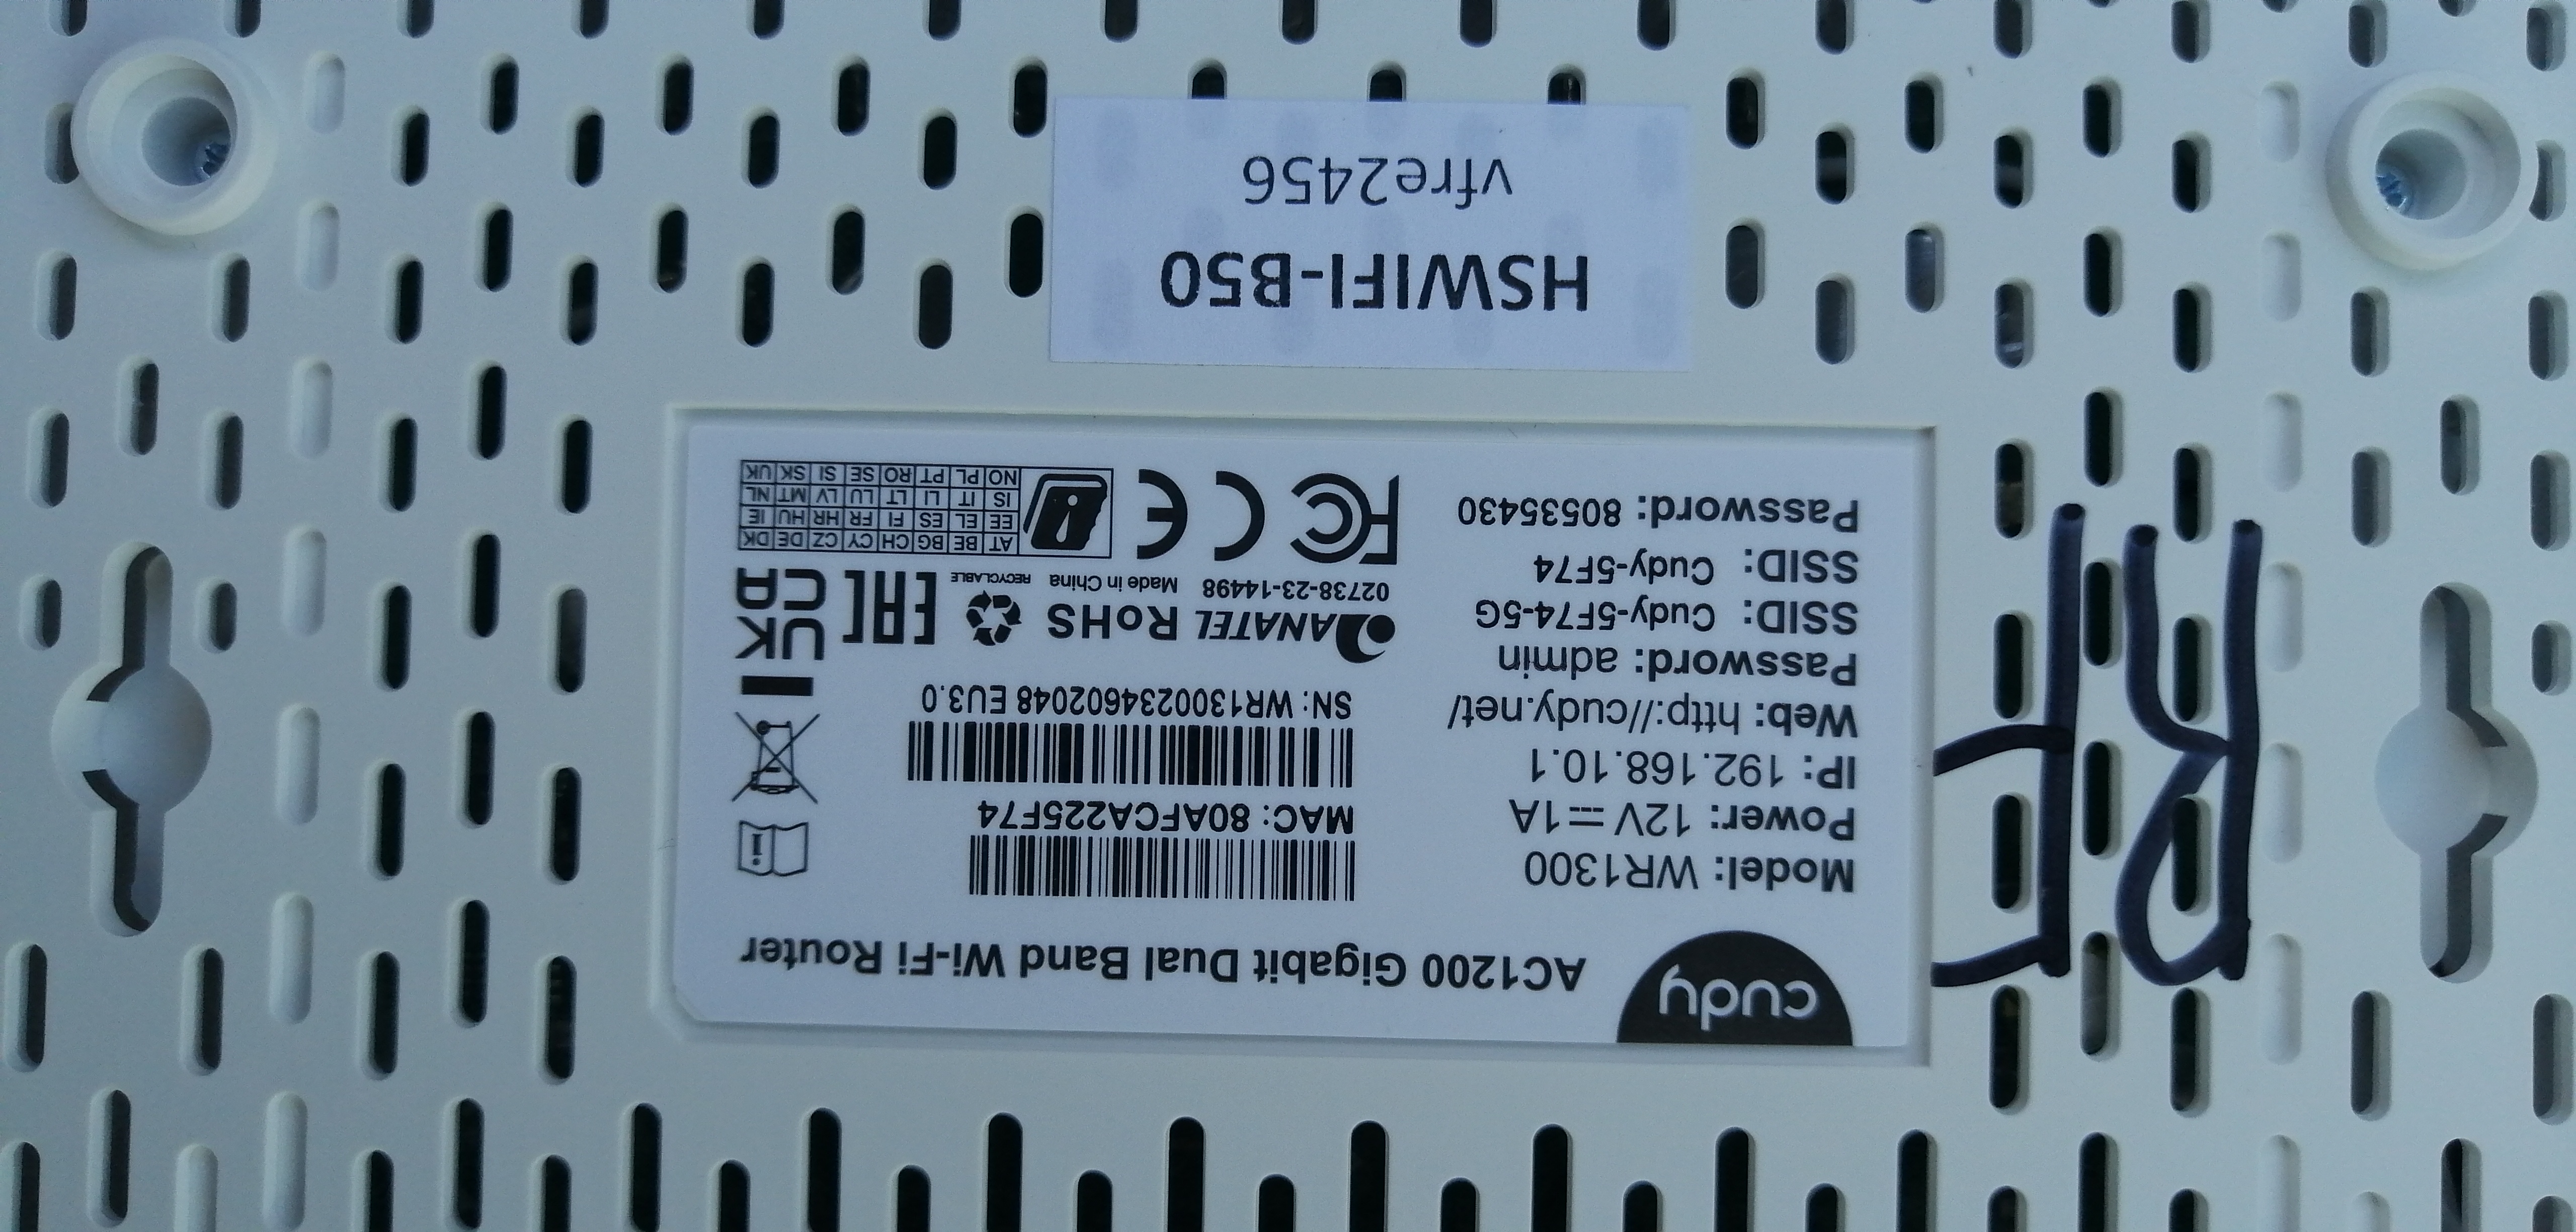 cudy
AC1200 Gigabit Dual Band Wi-Fi Router
Model: WR1300
Power: 12V⎓1A
IP: 192.168.10.1
Web: http://cudy.net/
Password: admin
SSID: Cudy-5F74-5G
SSID: Cudy-5F74
Password: 80535430
MAC: 80AFCA225F74
SN: WR1300234602048 EU3.0
ANATEL RoHS
02738-23-14498 Made in China
RECYCLABLE
EAC
UK
CA
FC CE
AT BE BG CH CY CZ DE DK
EE EL ES FI FR HR HU IE
IS IT LI LT LU LV MT NL
NO PL PT RO SE SI SK UK
HSWIFI-B50
vfre2456
RF